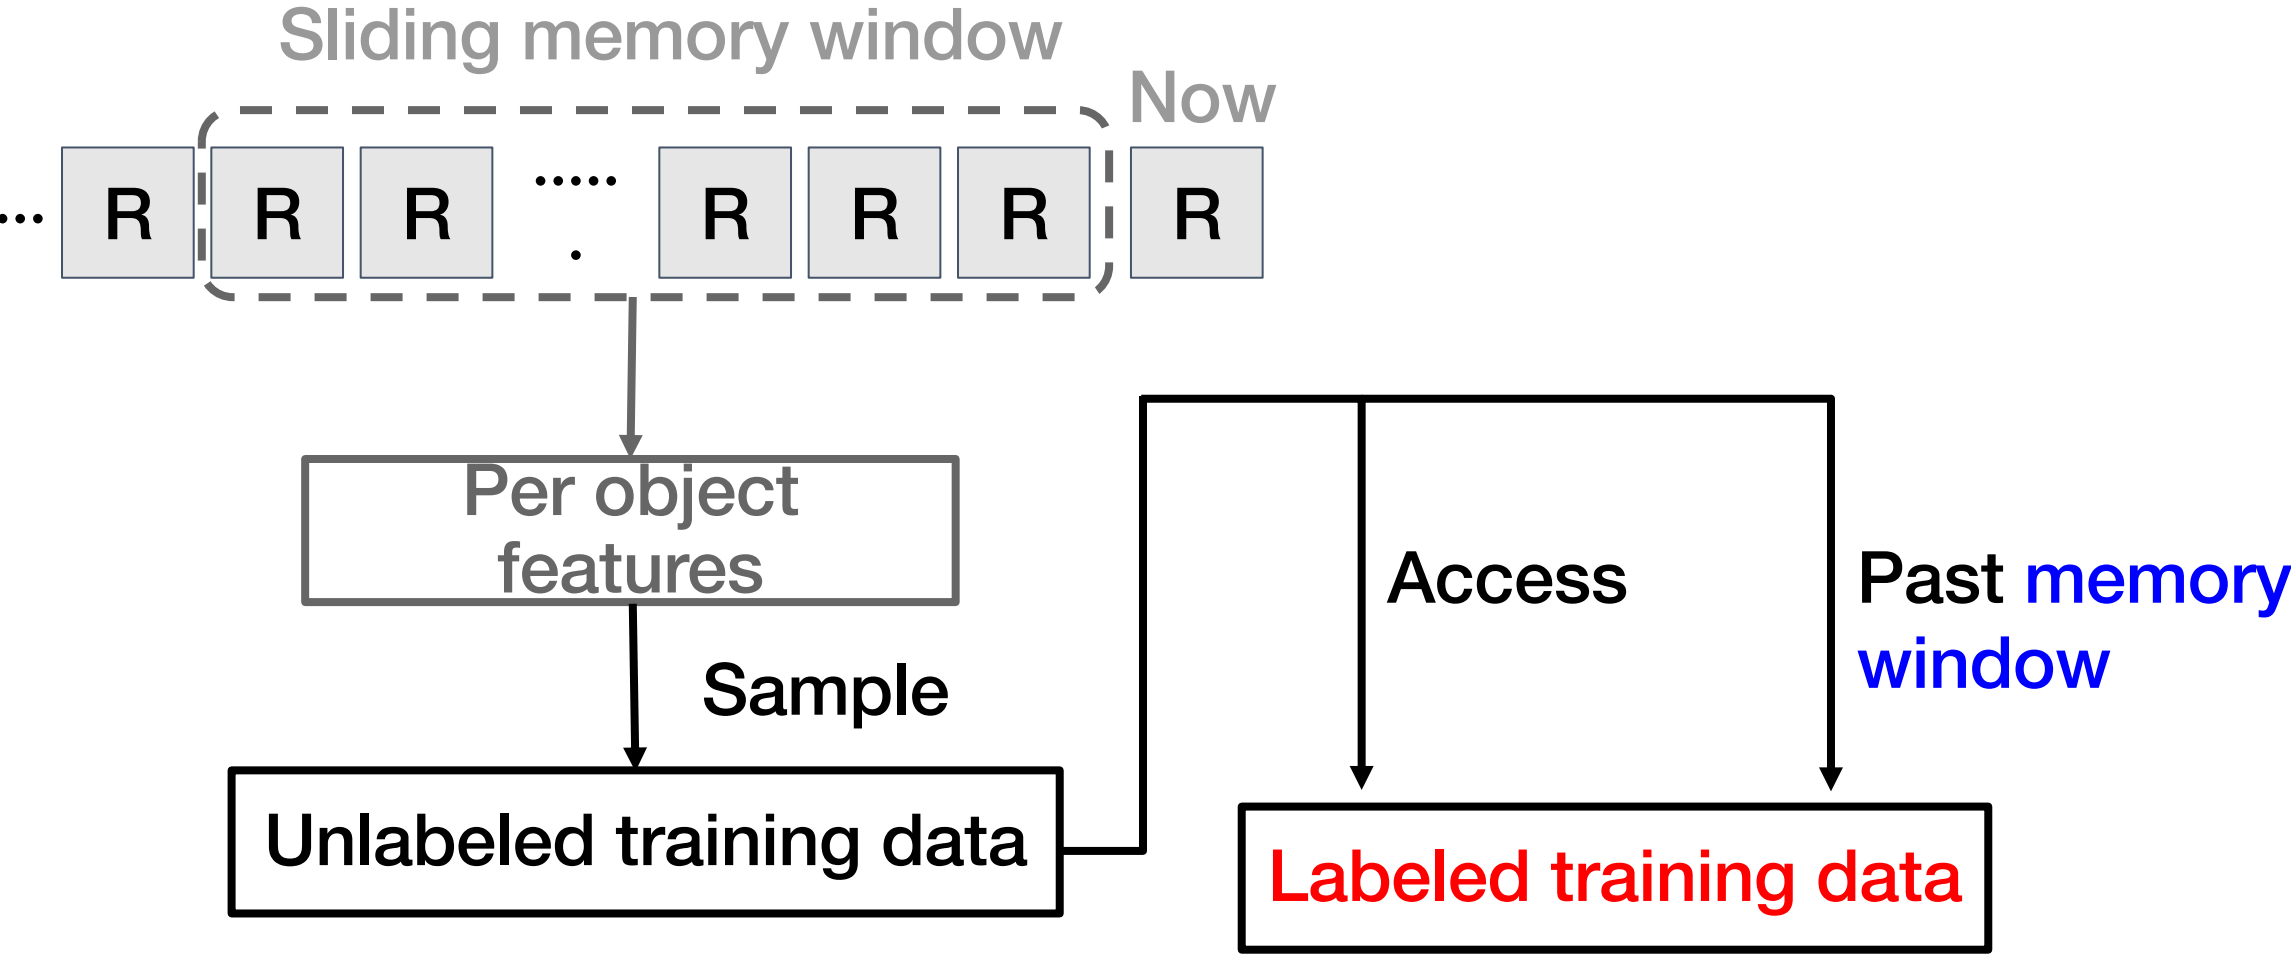 Sliding memory window
Now
... R R R ...... R R R R
Per object
features
Sample
Access
Past memory
window
Unlabeled training data
Labeled training data